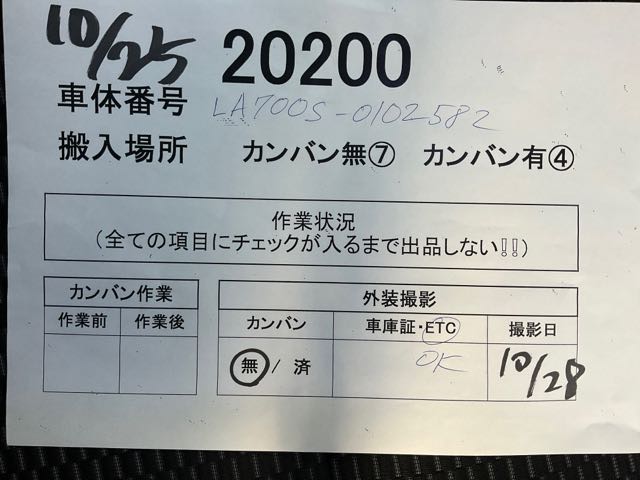 10/25 20200
車体番号 LA700S-0102582
搬入場所 カンバン無⑦ カンバン有④
作業状況
（全ての項目にチェックが入るまで出品しない!!）
カンバン作業
作業前 作業後
外装撮影
カンバン 車庫証・ETC 撮影日
無 / 済 OK 10/28